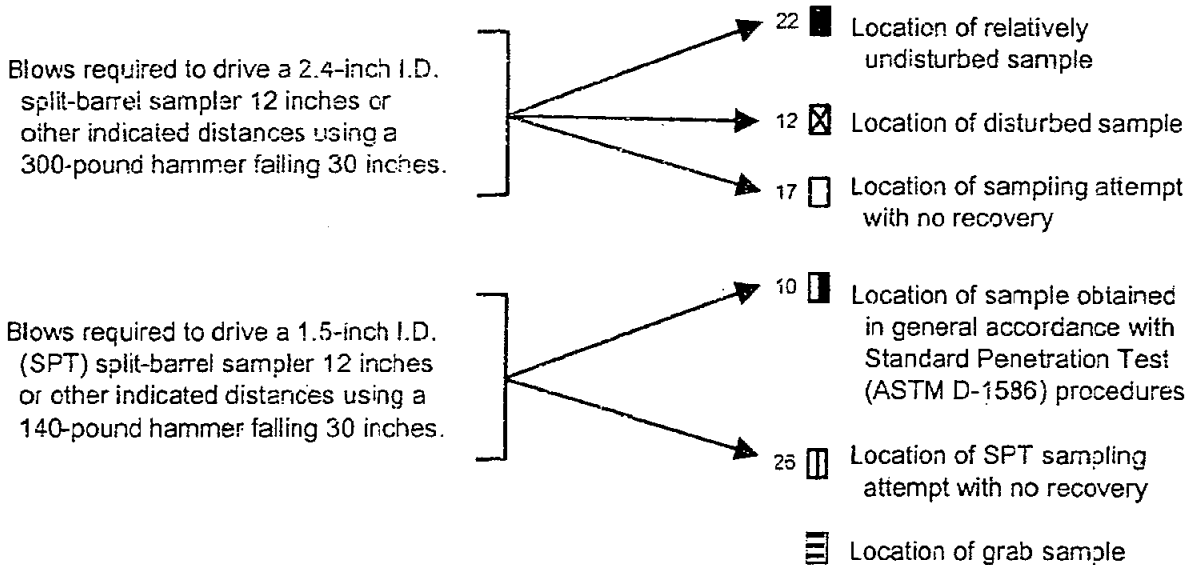 Blows required to drive a 2.4-inch I.D.
split-barrel sampler 12 inches or
other indicated distances using a
300-pound hammer falling 30 inches.
22 Location of relatively
undisturbed sample
12 Location of disturbed sample
17 Location of sampling attempt
with no recovery
Blows required to drive a 1.5-inch I.D.
(SPT) split-barrel sampler 12 inches
or other indicated distances using a
140-pound hammer falling 30 inches.
10 Location of sample obtained
in general accordance with
Standard Penetration Test
(ASTM D-1586) procedures
26 Location of SPT sampling
attempt with no recovery
Location of grab sample